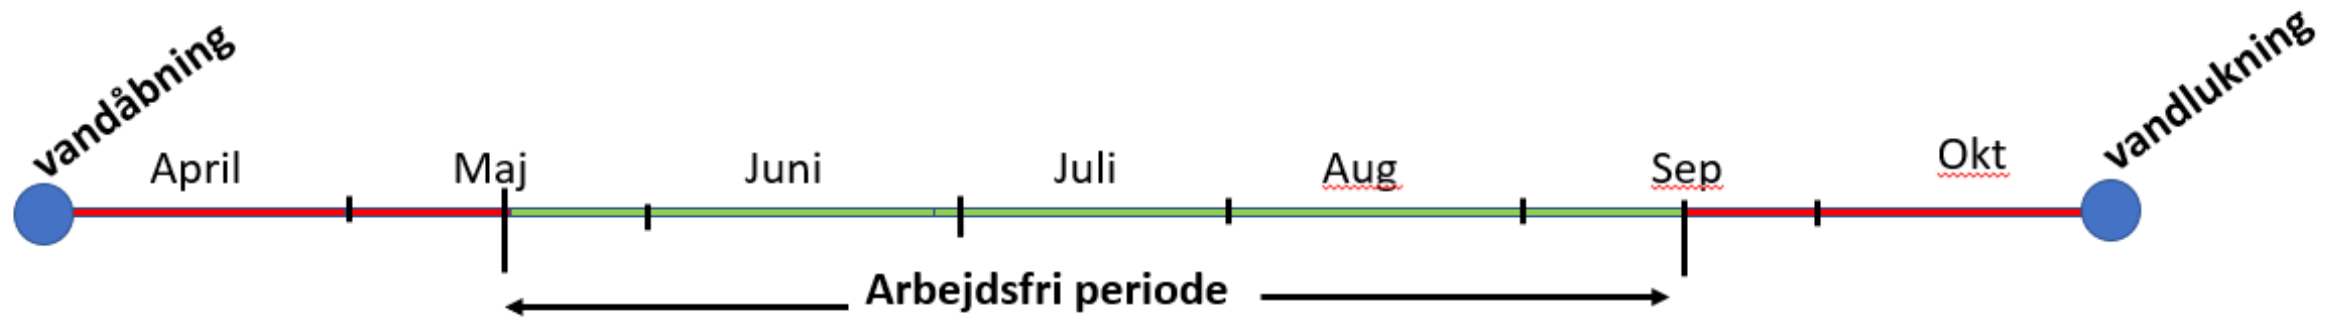 vandåbning
vandlukning
April Maj Juni Juli Aug Sep Okt
Arbejdsfri periode